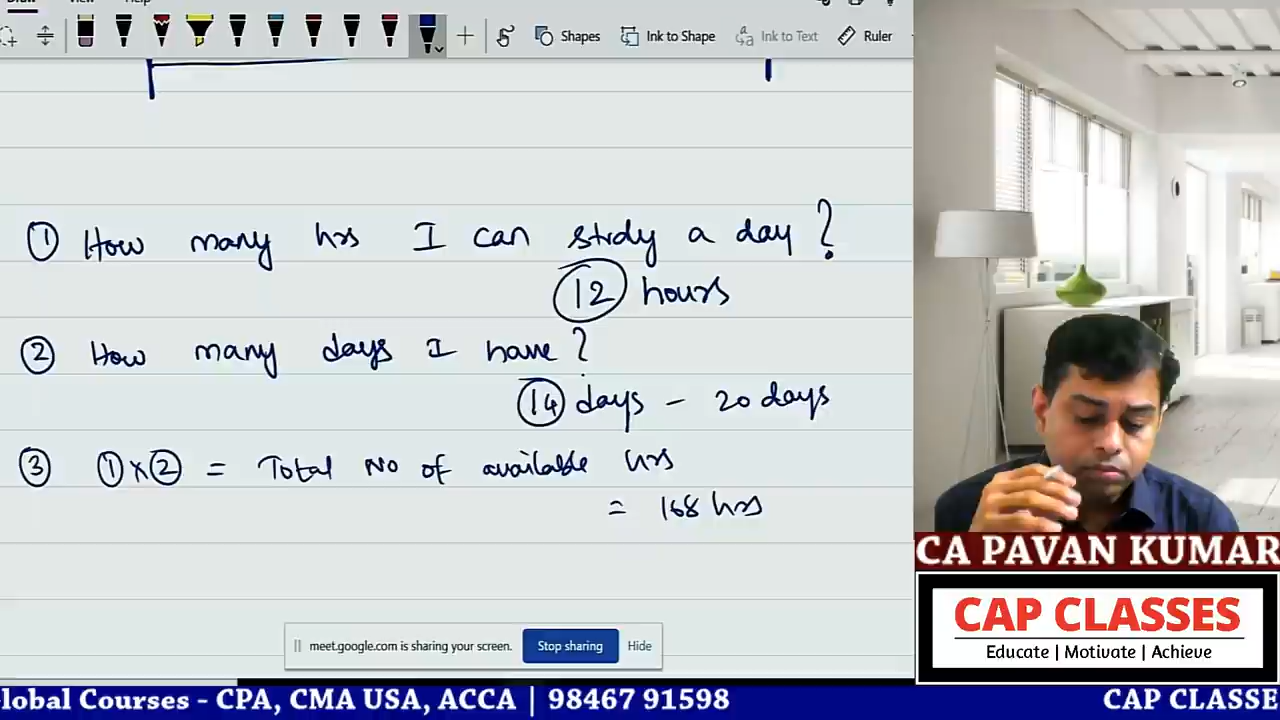 Shapes
Ink to Shape
Ink to Text
Ruler
① How many hrs I can study a day?
12 hours
② How many days I have?
14 days - 20 days
③ ①x② = Total No of available hrs
= 168 hrs
meet.google.com is sharing your screen. Stop sharing Hide
CA PAVAN KUMAR
CAP CLASSES
Educate | Motivate | Achieve
lobal Courses - CPA, CMA USA, ACCA | 98467 91598
CAP CLASSE